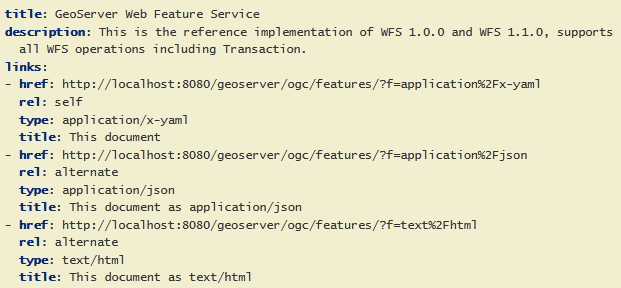 title: GeoServer Web Feature Service
description: This is the reference implementation of WFS 1.0.0 and WFS 1.1.0, supports
  all WFS operations including Transaction.
links:
- href: http://localhost:8080/geoserver/ogc/features/?f=application%2Fx-yaml
  rel: self
  type: application/x-yaml
  title: This document
- href: http://localhost:8080/geoserver/ogc/features/?f=application%2Fjson
  rel: alternate
  type: application/json
  title: This document as application/json
- href: http://localhost:8080/geoserver/ogc/features/?f=text%2Fhtml
  rel: alternate
  type: text/html
  title: This document as text/html